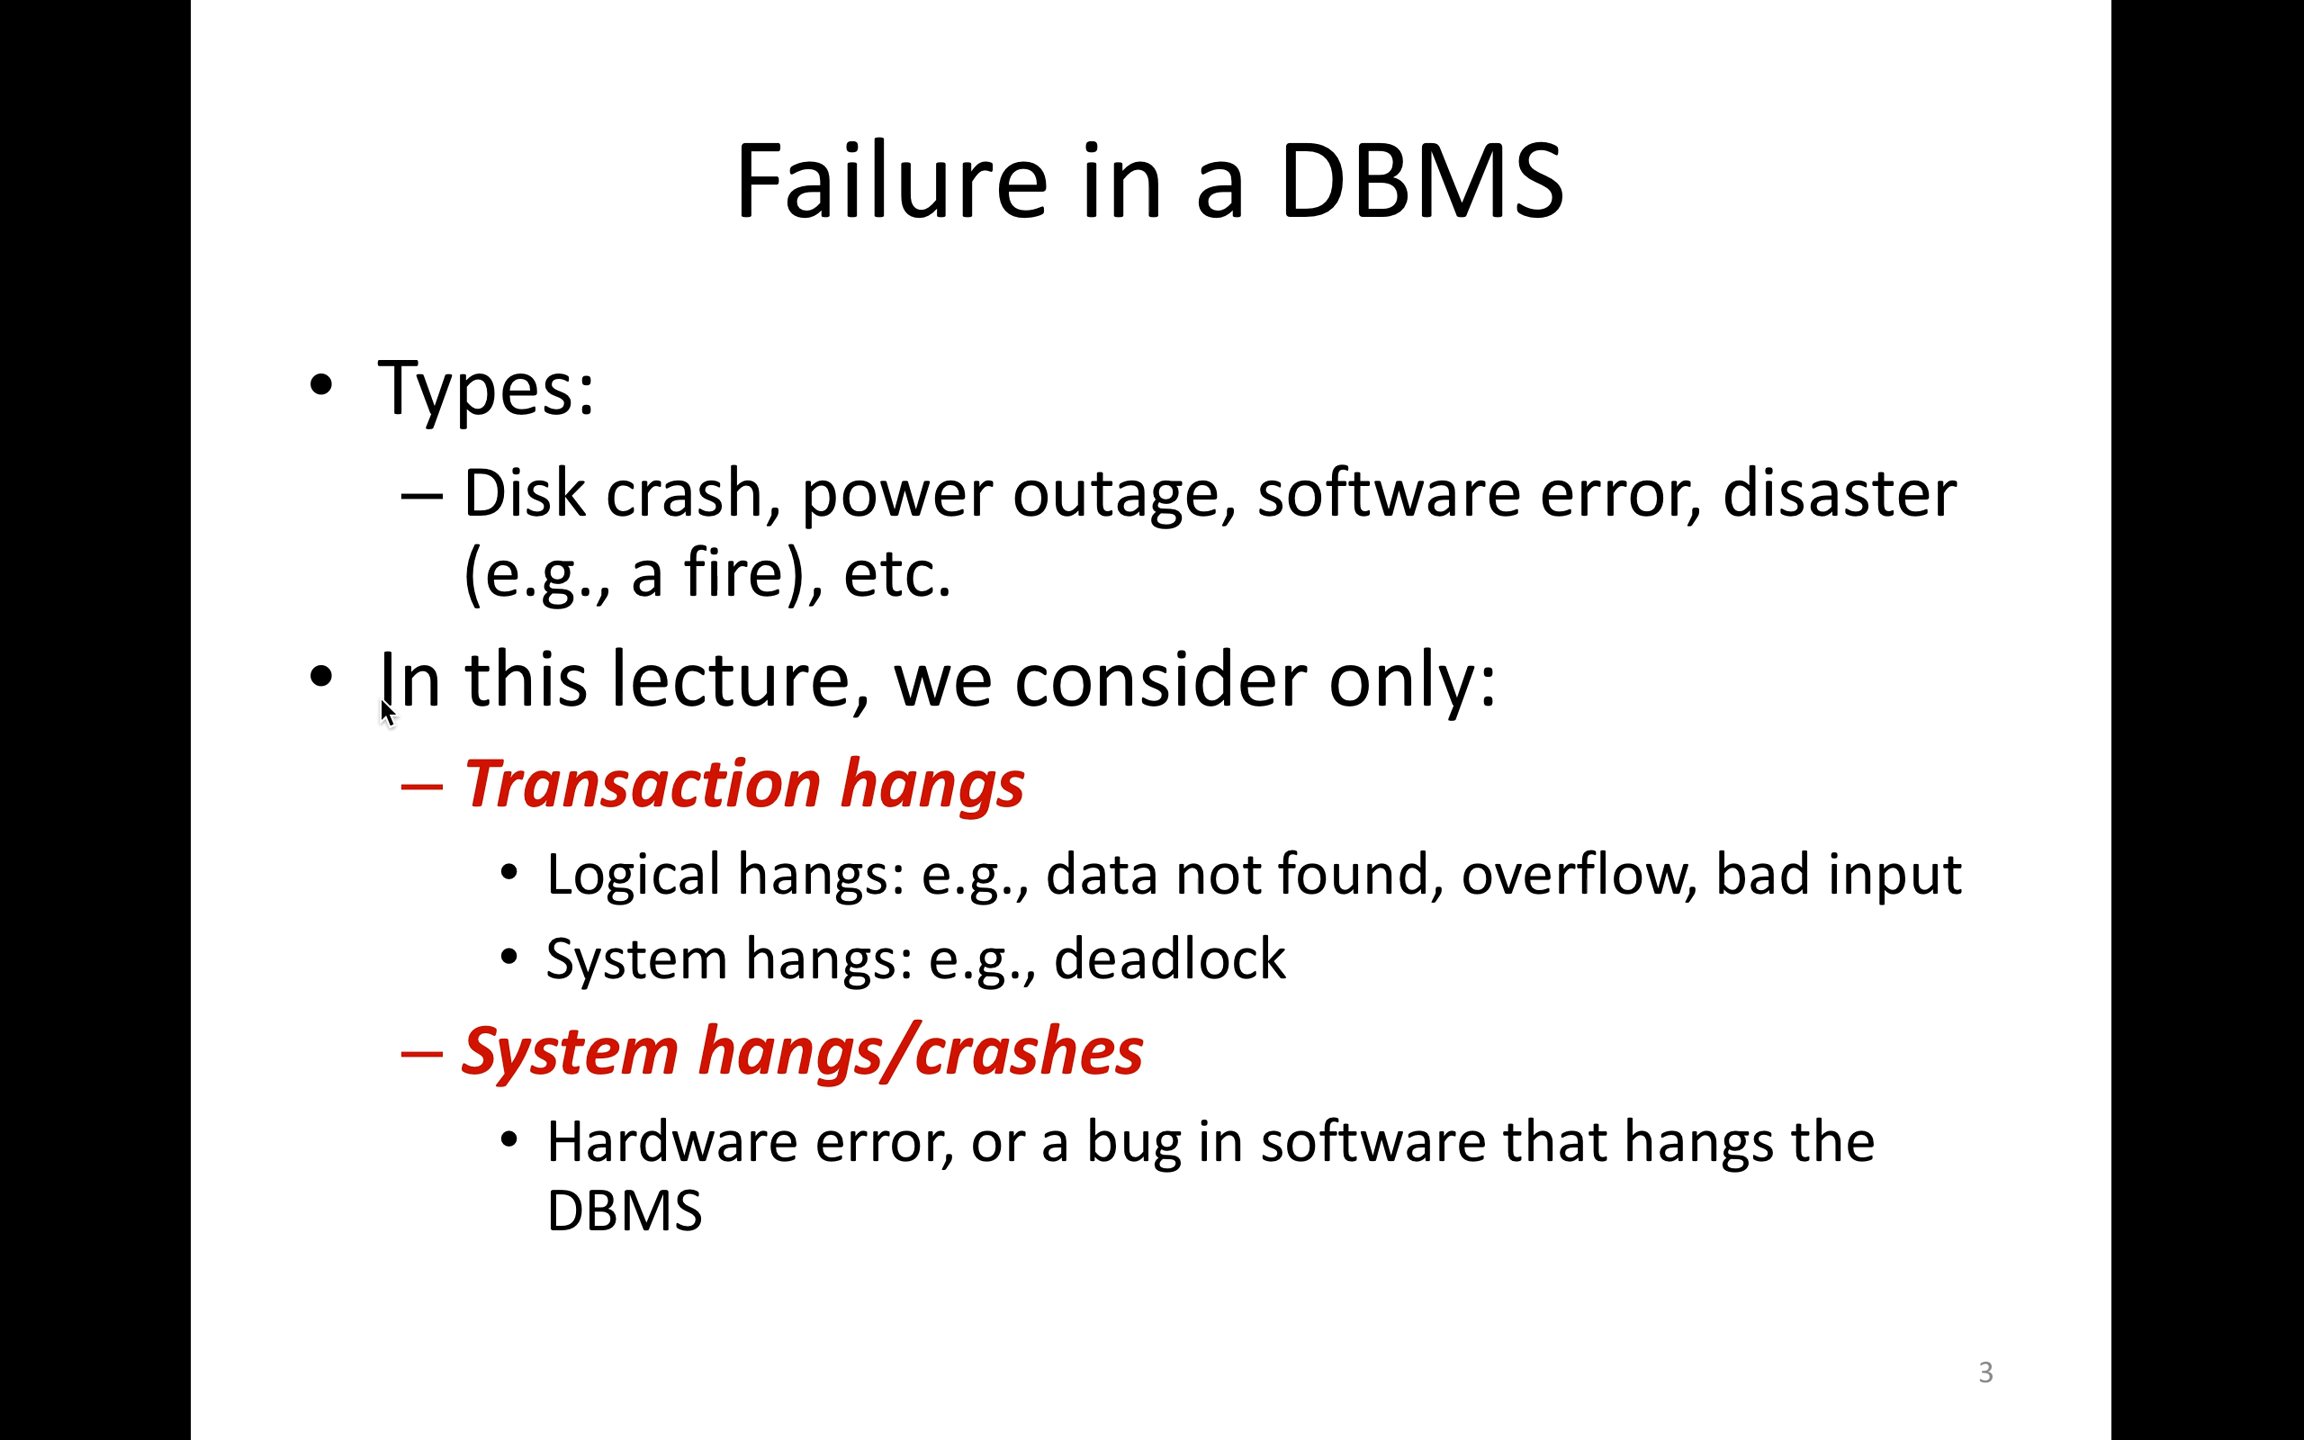 Failure in a DBMS
• Types:
– Disk crash, power outage, software error, disaster
(e.g., a fire), etc.
• In this lecture, we consider only:
– Transaction hangs
• Logical hangs: e.g., data not found, overflow, bad input
• System hangs: e.g., deadlock
– System hangs/crashes
• Hardware error, or a bug in software that hangs the
DBMS
3